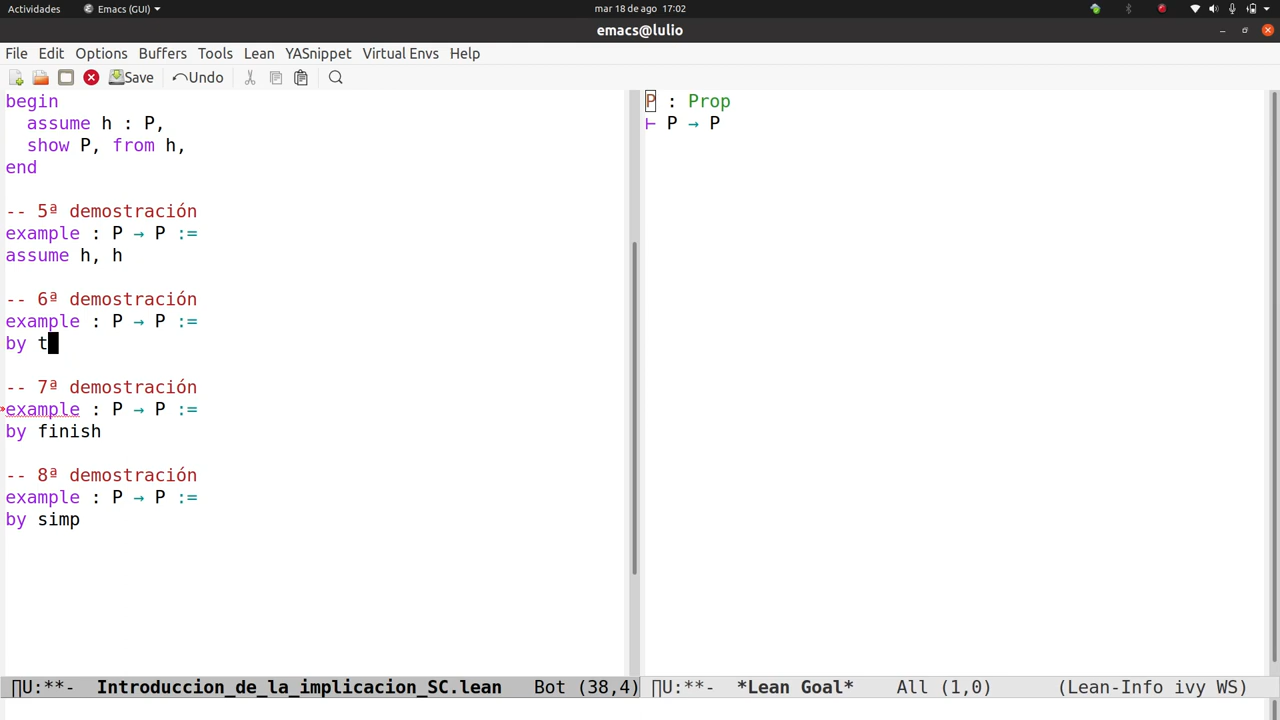 Actividades Emacs (GUI) mar 18 de ago 17:02
emacs@lulio
File Edit Options Buffers Tools Lean YASnippet Virtual Envs Help
Save Undo
begin
assume h : P,
show P, from h,
end
-- 5ª demostración
example : P → P :=
assume h, h
-- 6ª demostración
example : P → P :=
by t
-- 7ª demostración
example : P → P :=
by finish
-- 8ª demostración
example : P → P :=
by simp
P : Prop
⊢ P → P
∏U:**- Introduccion_de_la_implicacion_SC.lean Bot (38,4)
∏U:**- *Lean Goal* All (1,0) (Lean-Info ivy WS)